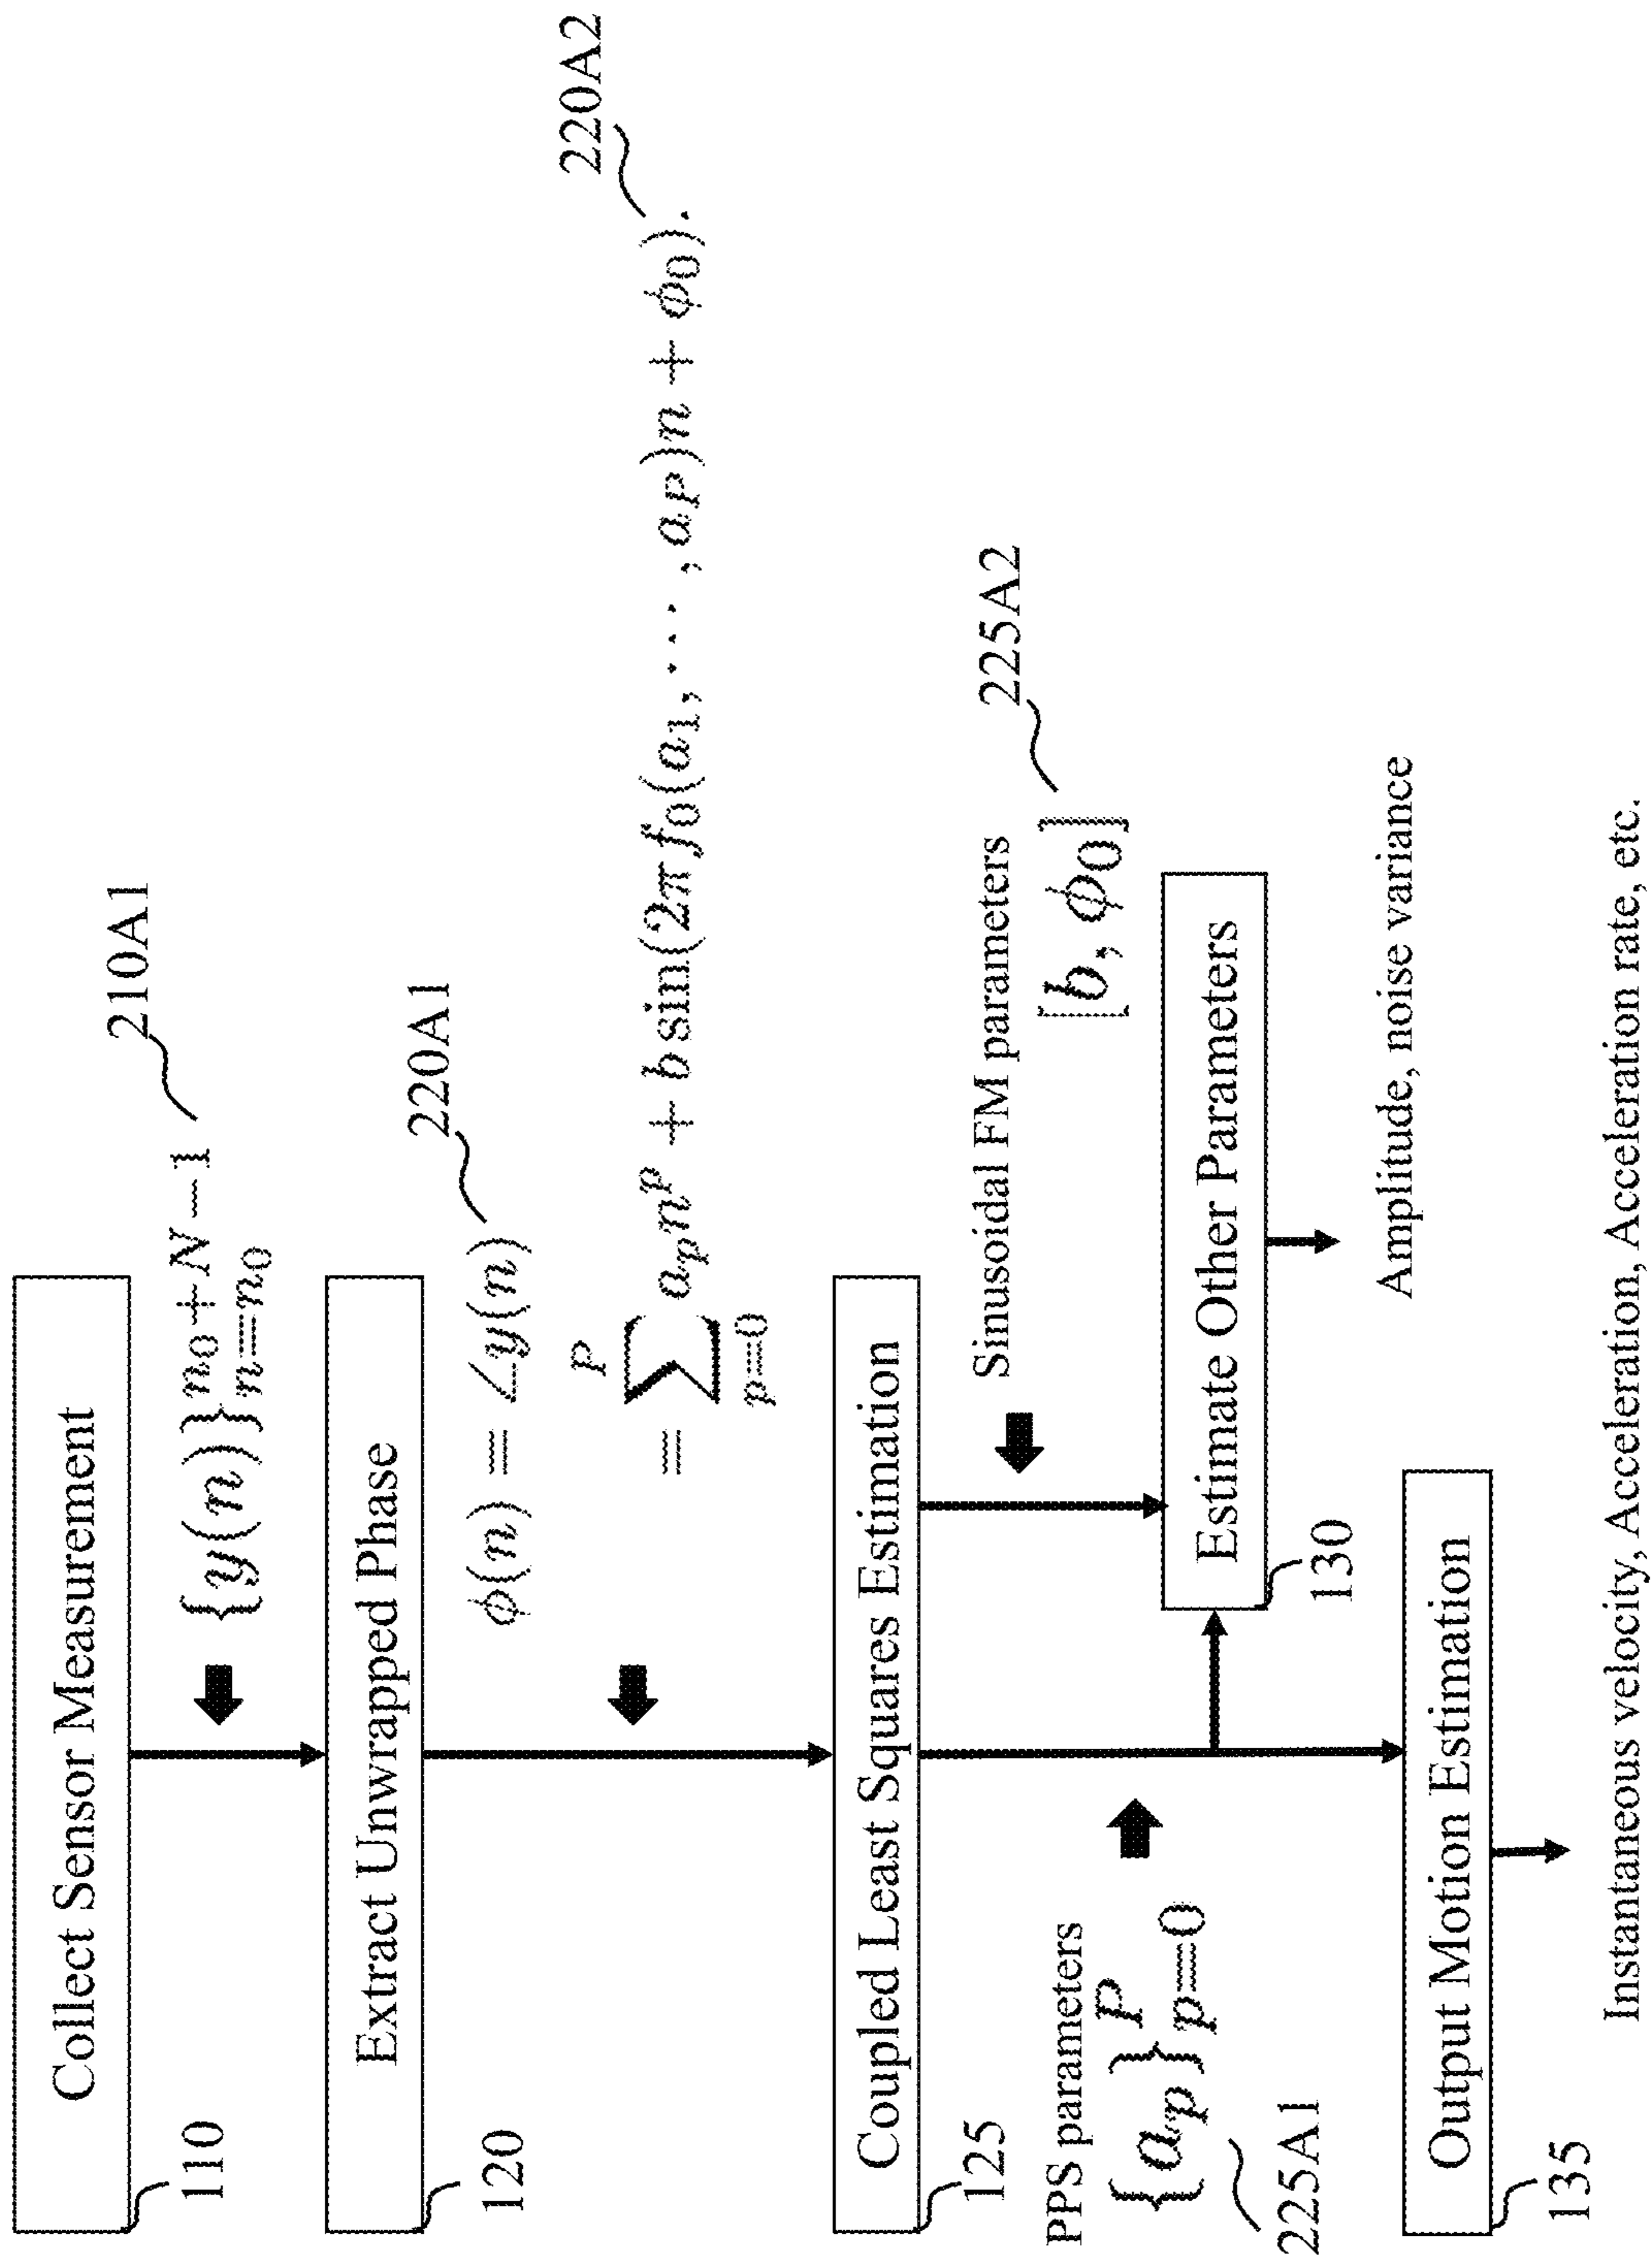 Collect Sensor Measurement
110
{y(n)}_{n=n_0}^{n_0+N-1}
210A1
Extract Unwrapped Phase
120
ϕ(n) = ∠y(n)
220A1
= \sum_{p=0}^{P} a_p n^p + b sin(2π f_0(a_1, ··· , a_P)n + ϕ_0).
220A2
Coupled Least Squares Estimation
125
PPS parameters
{a_p}_{p=0}^{P}
225A1
Sinusoidal FM parameters
[b, ϕ_0]
225A2
Estimate Other Parameters
130
Amplitude, noise variance
Output Motion Estimation
135
Instantaneous velocity, Acceleration, Acceleration rate, etc.